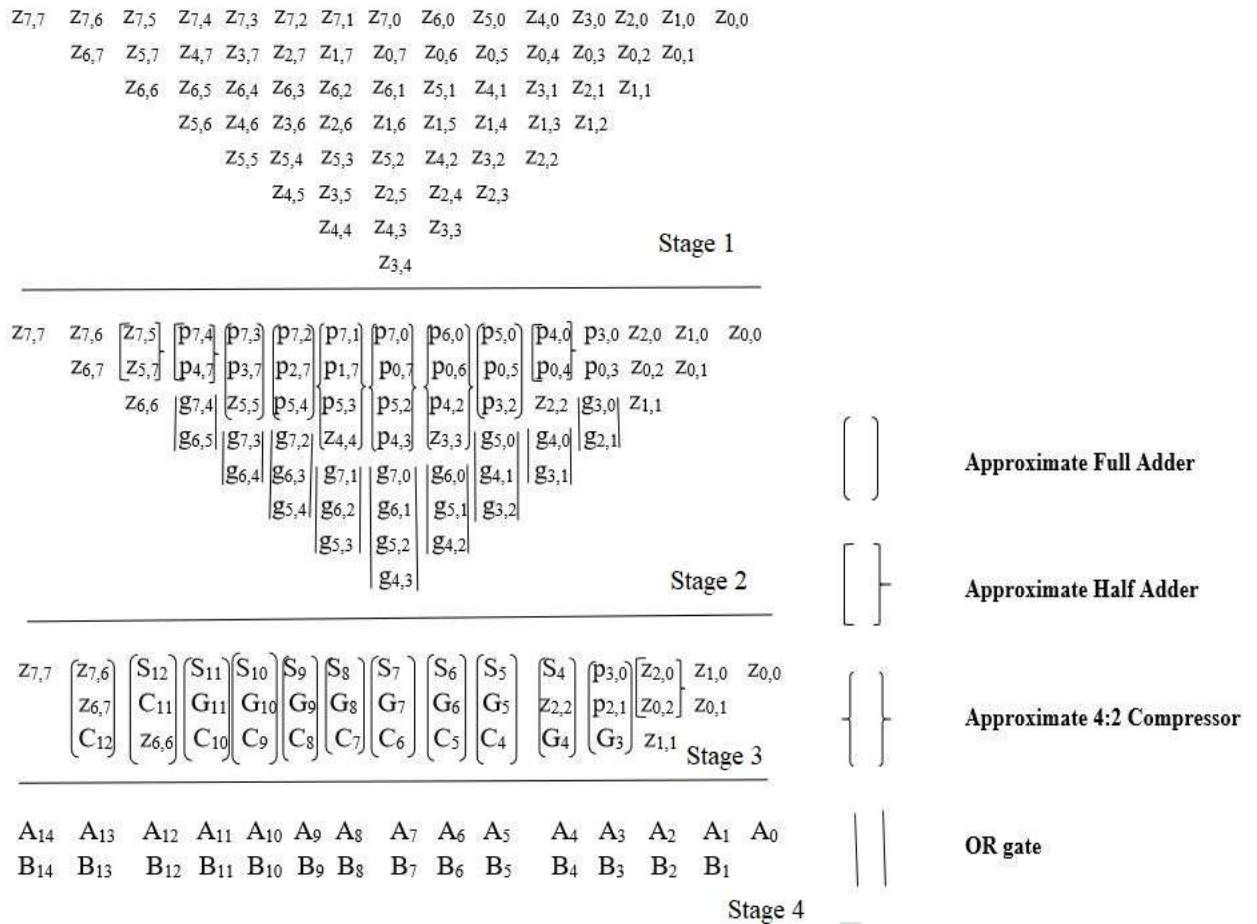 z7,7 z7,6 z7,5 z7,4 z7,3 z7,2 z7,1 z7,0 z6,0 z5,0 z4,0 z3,0 z2,0 z1,0 z0,0
z6,7 z5,7 z4,7 z3,7 z2,7 z1,7 z0,7 z0,6 z0,5 z0,4 z0,3 z0,2 z0,1
z6,6 z6,5 z6,4 z6,3 z6,2 z6,1 z5,1 z4,1 z3,1 z2,1 z1,1
z5,6 z4,6 z3,6 z2,6 z1,6 z1,5 z1,4 z1,3 z1,2
z5,5 z5,4 z5,3 z5,2 z4,2 z3,2 z2,2
z4,5 z3,5 z2,5 z2,4 z2,3
z4,4 z4,3 z3,3
Stage 1
z3,4
z7,7 z7,6 z7,5 p7,4 p7,3 p7,2 p7,1 p7,0 p6,0 p5,0 p4,0 p3,0 z2,0 z1,0 z0,0
z6,7 z5,7 p4,7 p3,7 p2,7 p1,7 p0,7 p0,6 p0,5 p0,4 p0,3 z0,2 z0,1
z6,6 g7,4 z5,5 p5,4 p5,3 p5,2 p4,2 p3,2 z2,2 g3,0 z1,1
g6,5 g7,3 g7,2 z4,4 p4,3 z3,3 g5,0 g4,0 g2,1
g6,4 g6,3 g7,1 g7,0 g6,0 g4,1 g3,1
g5,4 g6,2 g6,1 g5,1 g3,2
g5,3 g5,2 g4,2
g4,3
Stage 2
z7,7 z7,6 S12 S11 S10 S9 S8 S7 S6 S5 S4 p3,0 z2,0 z1,0 z0,0
z6,7 C11 G11 G10 G9 G8 G7 G6 G5 z2,2 p2,1 z0,2 z0,1
C12 z6,6 C10 C9 C8 C7 C6 C5 C4 G4 G3 z1,1
Stage 3
A14 A13 A12 A11 A10 A9 A8 A7 A6 A5 A4 A3 A2 A1 A0
B14 B13 B12 B11 B10 B9 B8 B7 B6 B5 B4 B3 B2 B1
Stage 4
Approximate Full Adder
Approximate Half Adder
Approximate 4:2 Compressor
OR gate